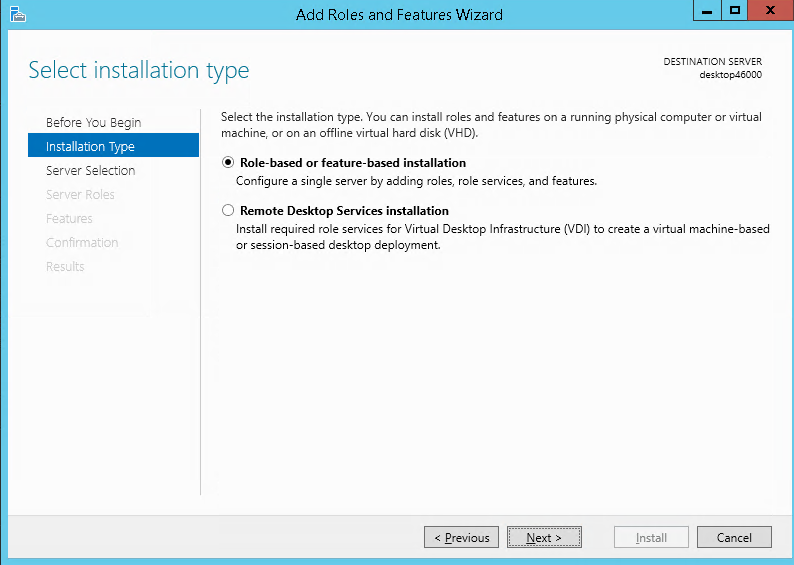 Add Roles and Features Wizard
Select installation type
DESTINATION SERVER
desktop46000
Before You Begin
Installation Type
Server Selection
Server Roles
Features
Confirmation
Results
Select the installation type. You can install roles and features on a running physical computer or virtual
machine, or on an offline virtual hard disk (VHD).
Role-based or feature-based installation
Configure a single server by adding roles, role services, and features.
Remote Desktop Services installation
Install required role services for Virtual Desktop Infrastructure (VDI) to create a virtual machine-based
or session-based desktop deployment.
< Previous
Next >
Install
Cancel